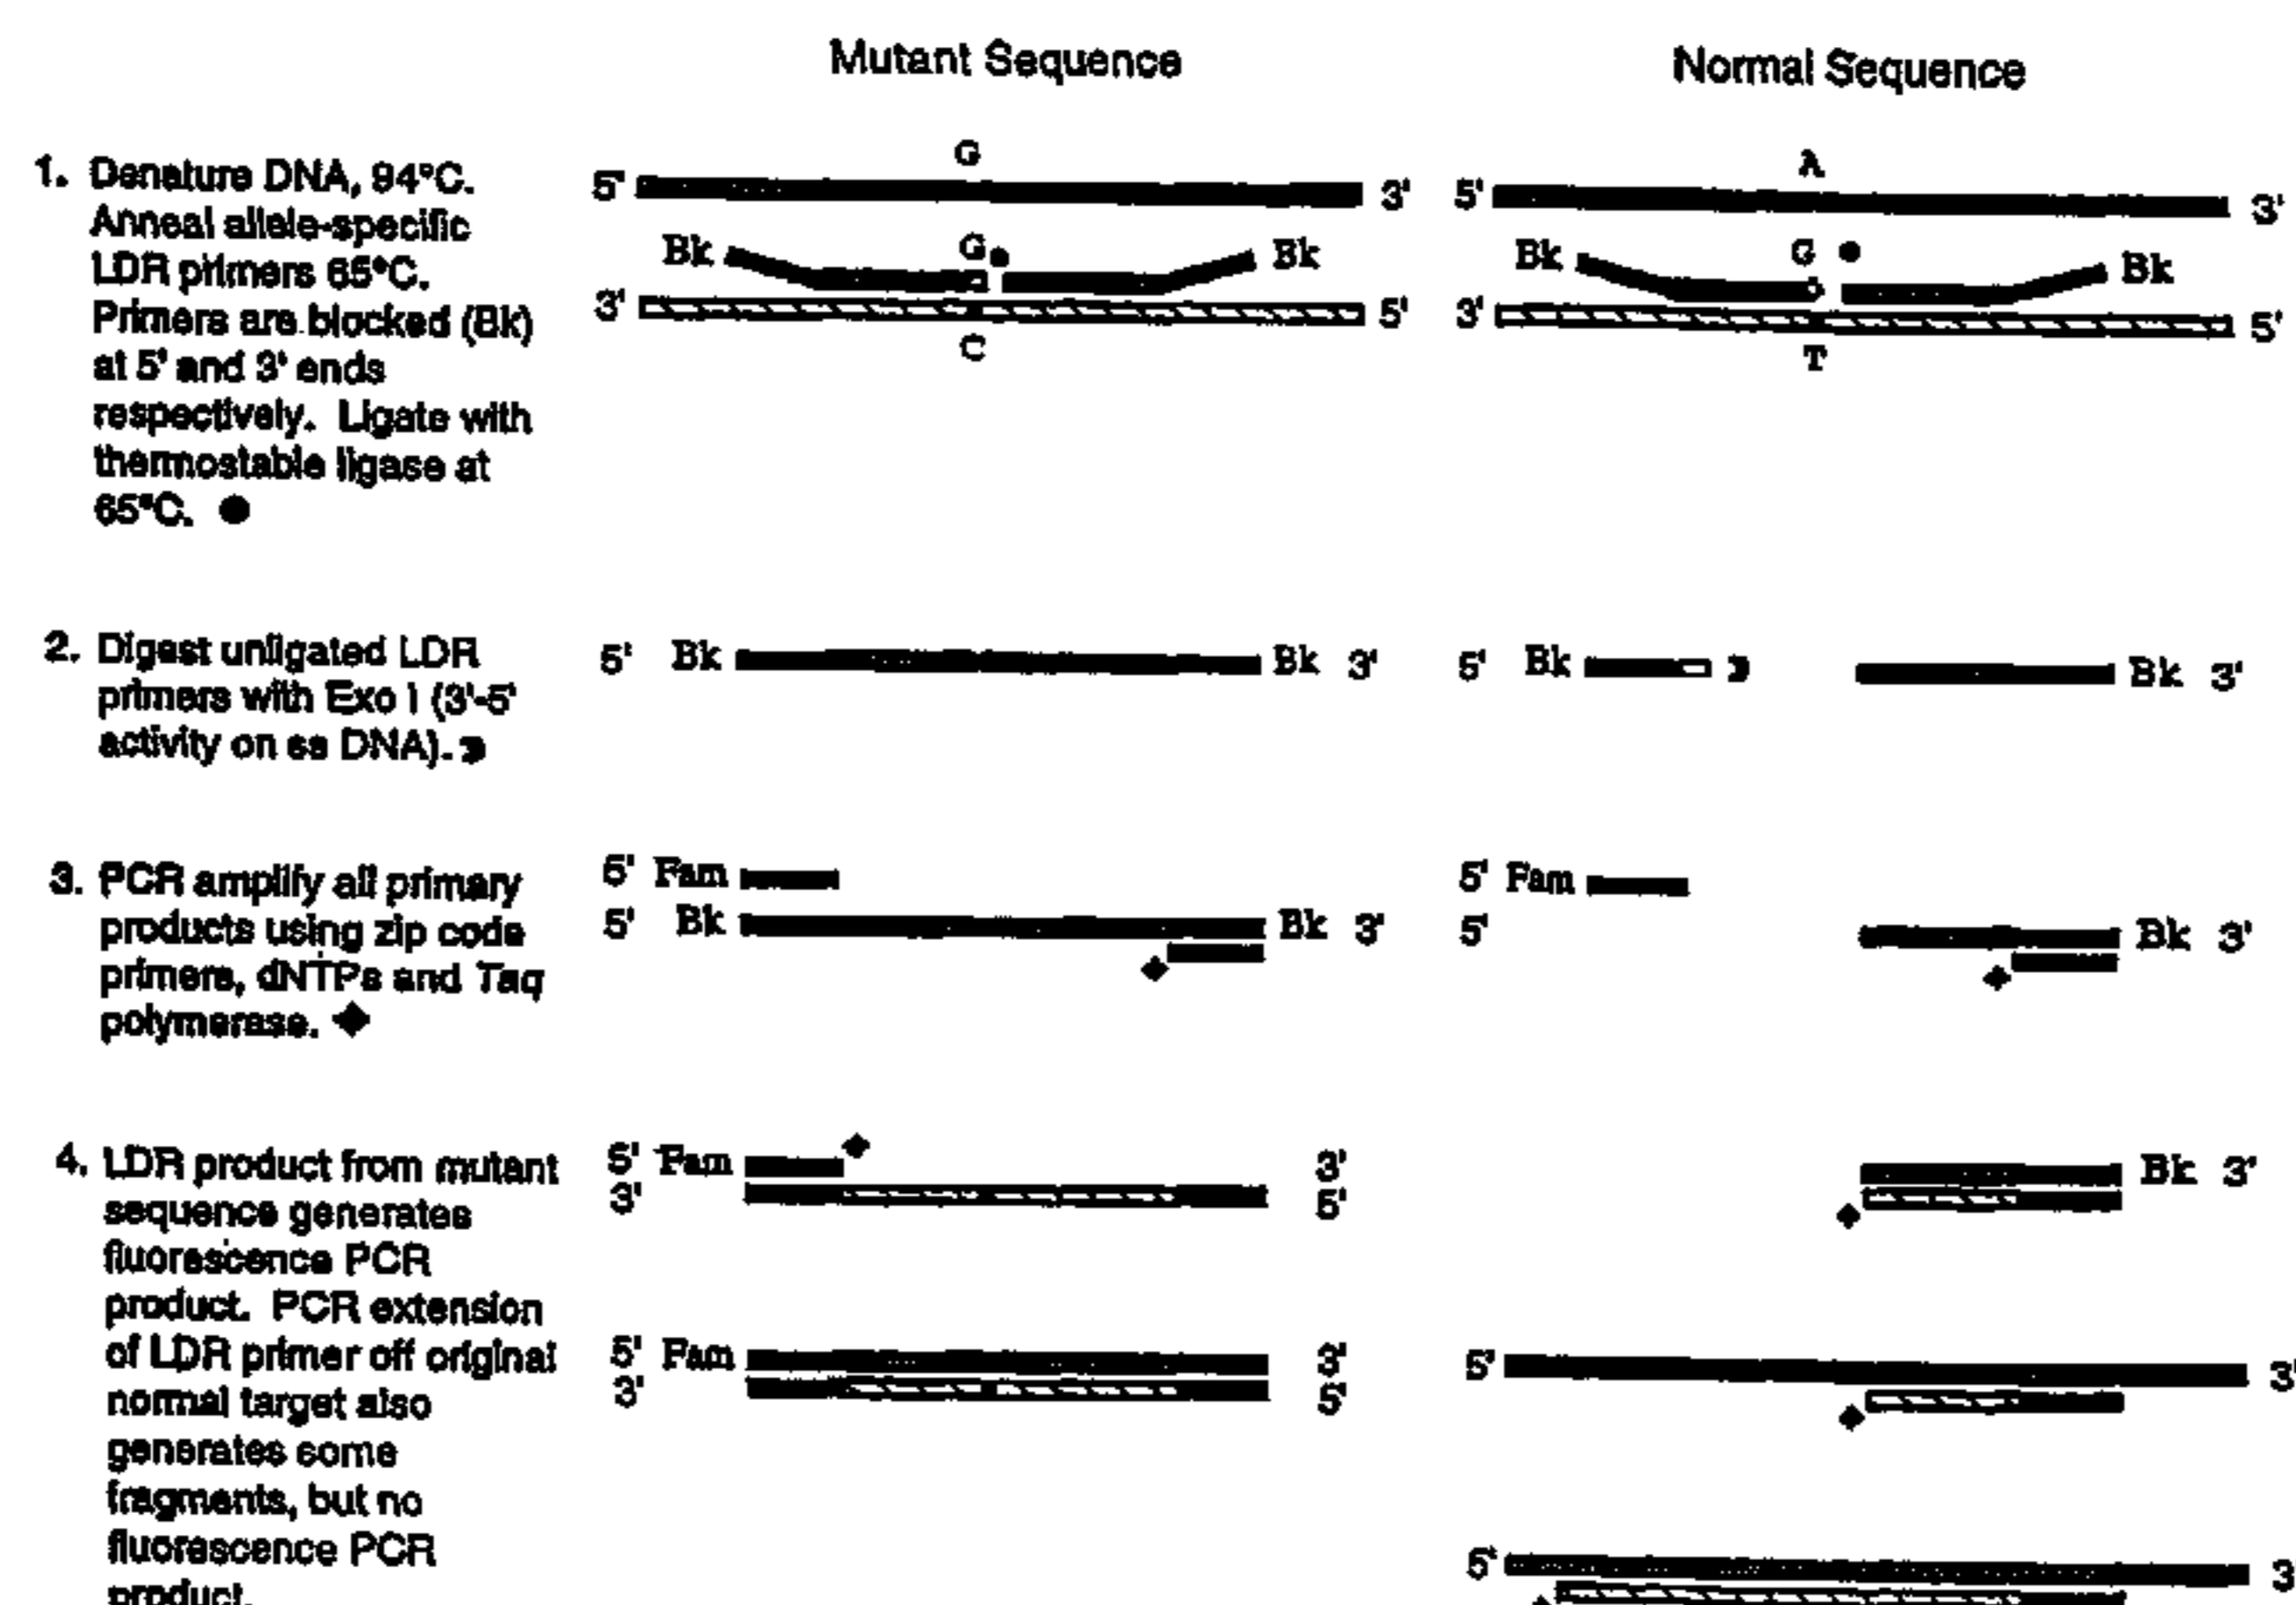 Mutant Sequence
Normal Sequence
1. Denature DNA, 94°C.
Anneal allele-specific
LDR primers 65°C.
Primers are blocked (Bk)
at 5' and 3' ends
respectively. Ligate with
thermostable ligase at
65°C. ●
G
5' 3'
Bk G Bk
3' 5'
C
A
5' 3'
Bk G Bk
3' 5'
T
2. Digest unligated LDR
primers with Exo I (3'-5'
activity on ss DNA).
5' Bk Bk 3'
5' Bk Bk 3'
3. PCR amplify all primary
products using zip code
primers, dNTPs and Taq
polymerase. ◆
5' Fam
5' Bk Bk 3'
5' Fam
5' Bk 3'
4. LDR product from mutant
sequence generates
fluorescence PCR
product. PCR extension
of LDR primer off original
normal target also
generates some
fragments, but no
fluorescence PCR
product.
5' Fam 3'
3' 5'
5' Fam 3'
3' 5'
Bk 3'
5' 3'
5' 3